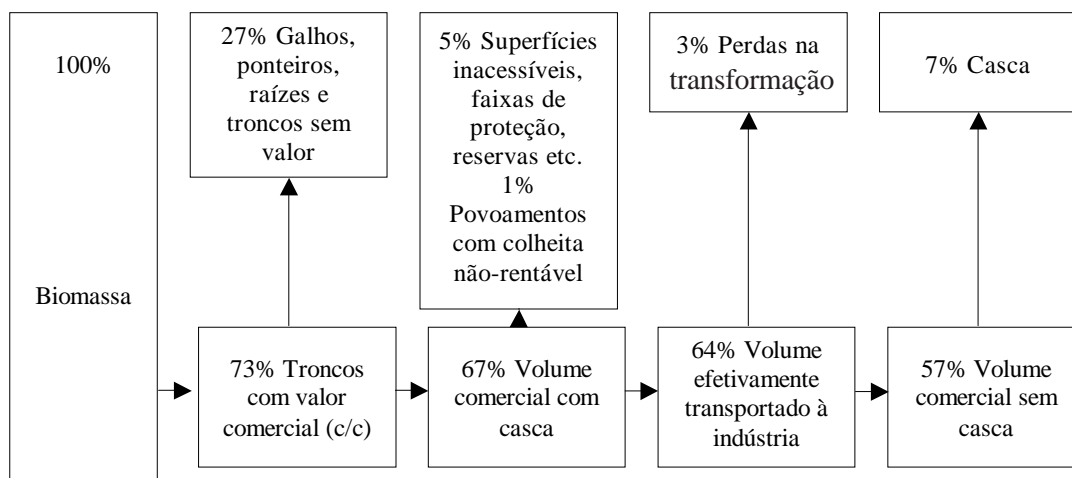 100%
Biomassa
27% Galhos,
ponteiros,
raízes e
troncos sem
valor
5% Superfícies
inacessíveis,
faixas de
proteção,
reservas etc.
1%
Povoamentos
com colheita
não-rentável
3% Perdas na
transformação
7% Casca
73% Troncos
com valor
comercial (c/c)
67% Volume
comercial com
casca
64% Volume
efetivamente
transportado à
indústria
57% Volume
comercial sem
casca